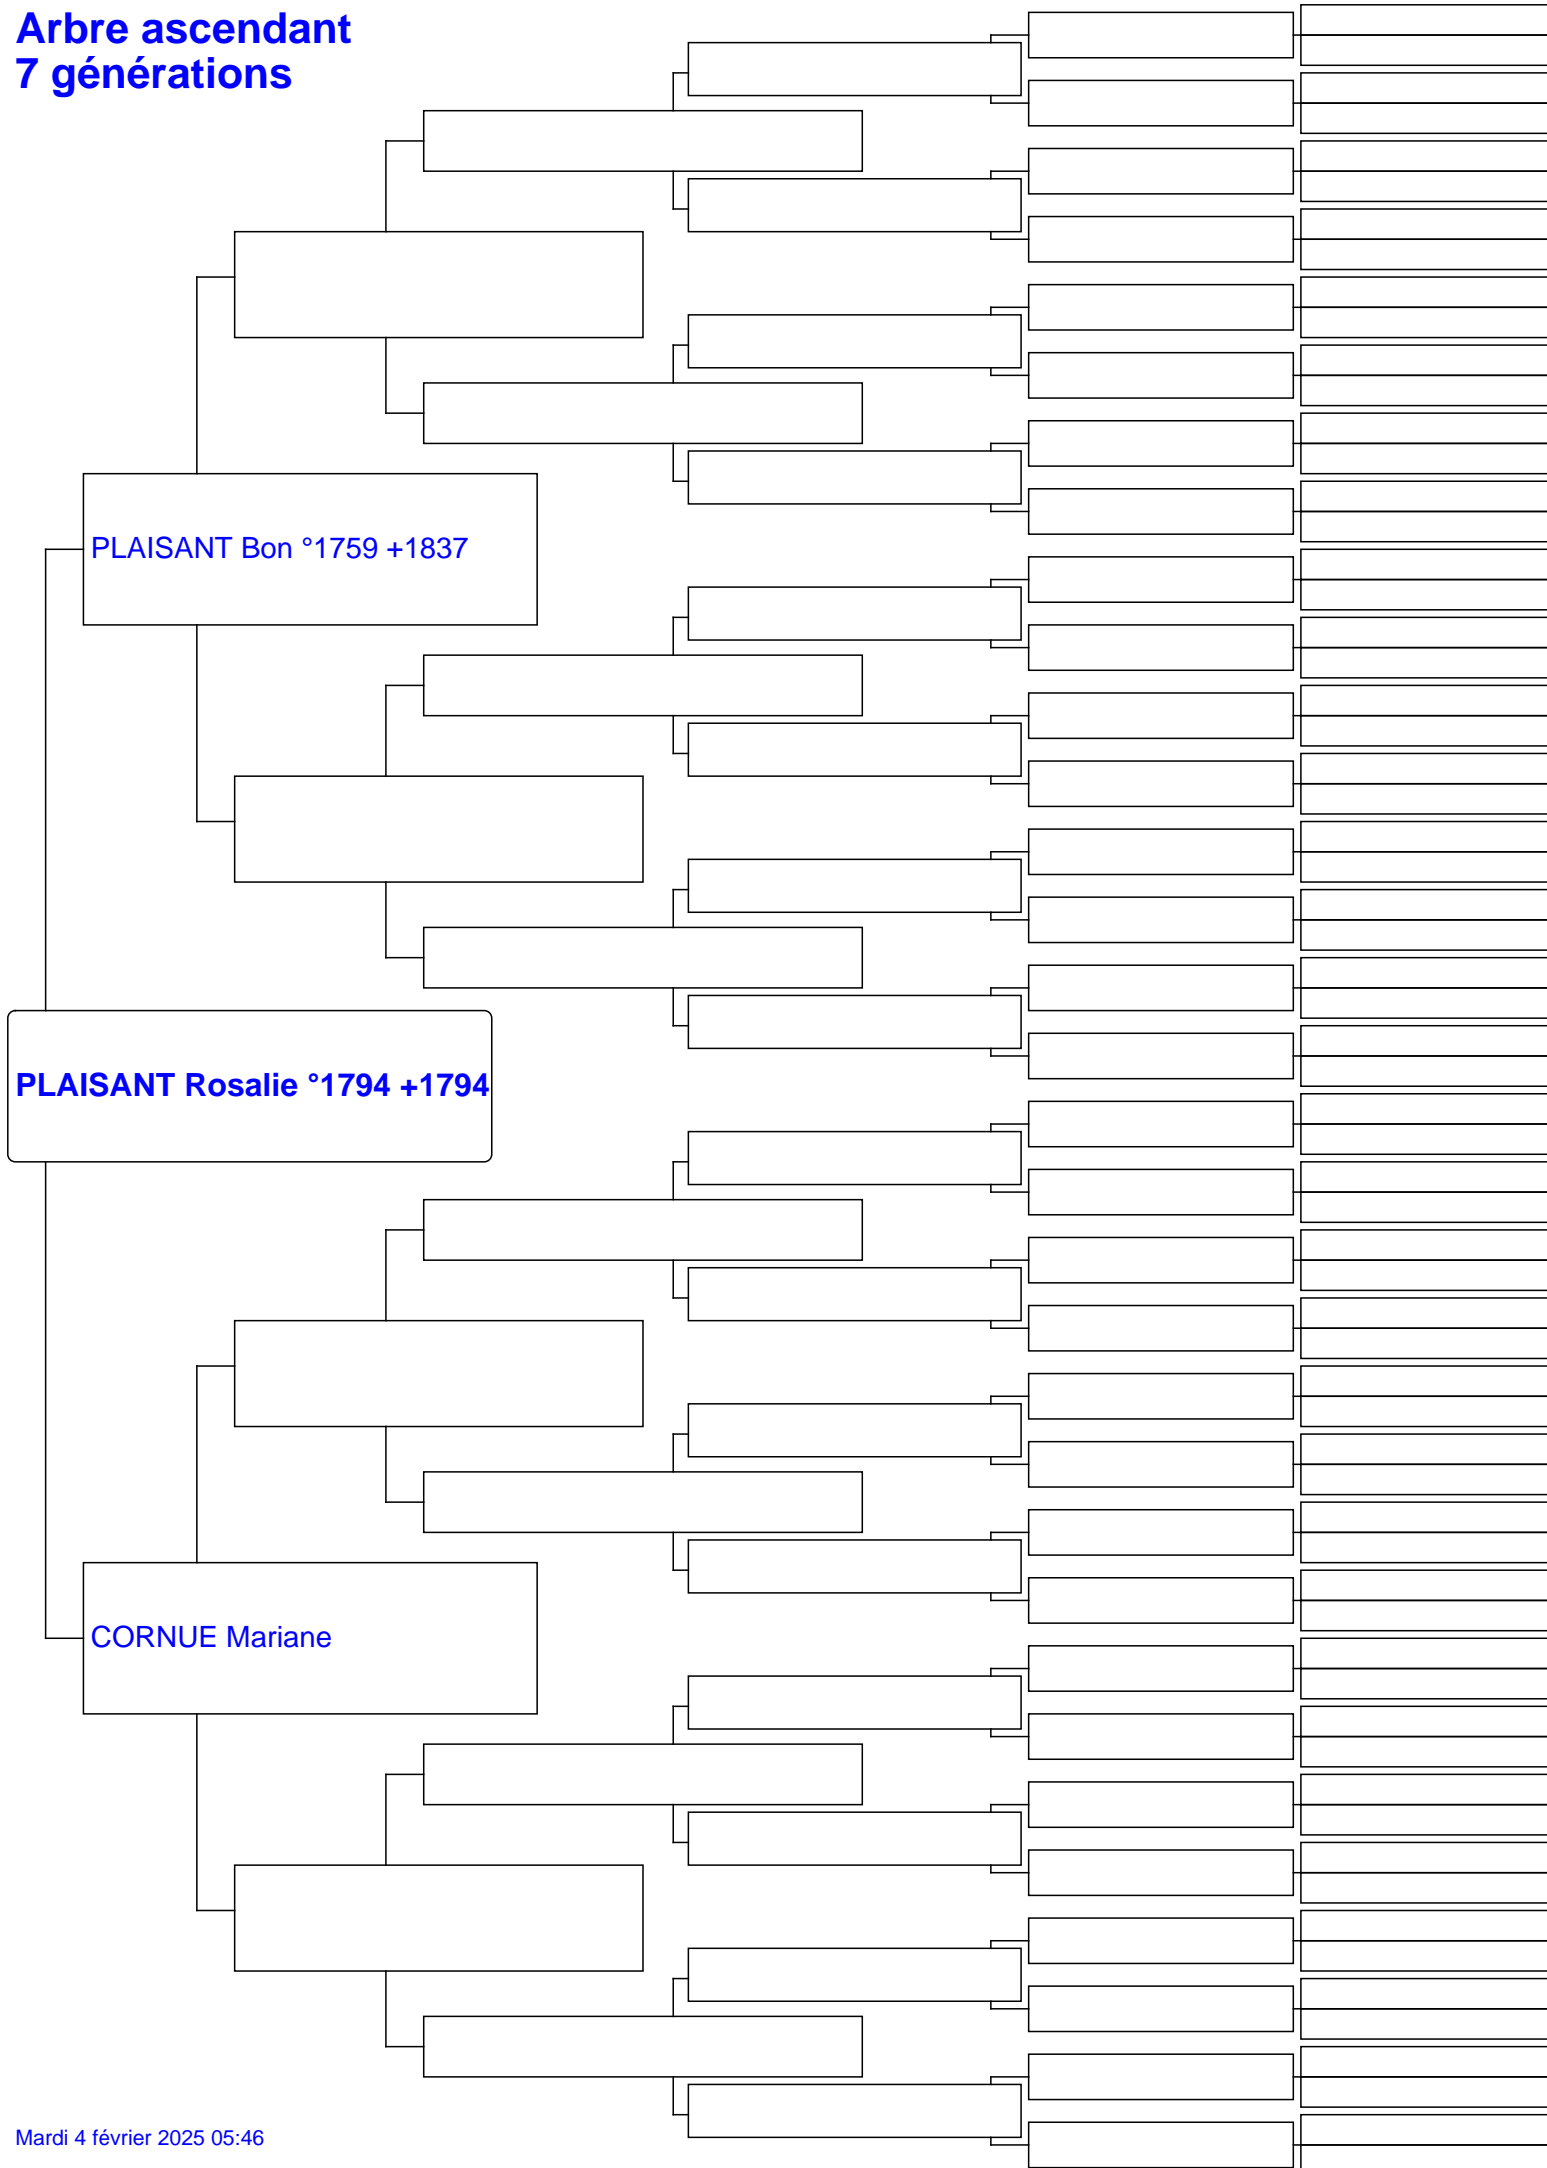 Arbre ascendant
7 générations
PLAISANT Bon °1759 +1837
PLAISANT Rosalie °1794 +1794
CORNUE Mariane
Mardi 4 février 2025 05:46